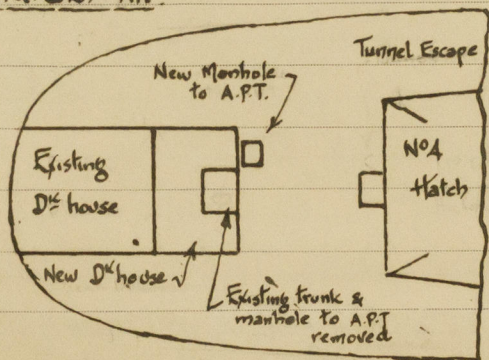 Tunnel Escape
New Manhole
to A.P.T.
Existing
Dk house
No4
Hatch
New Dk house
Existing trunk &
manhole to A.P.T
removed